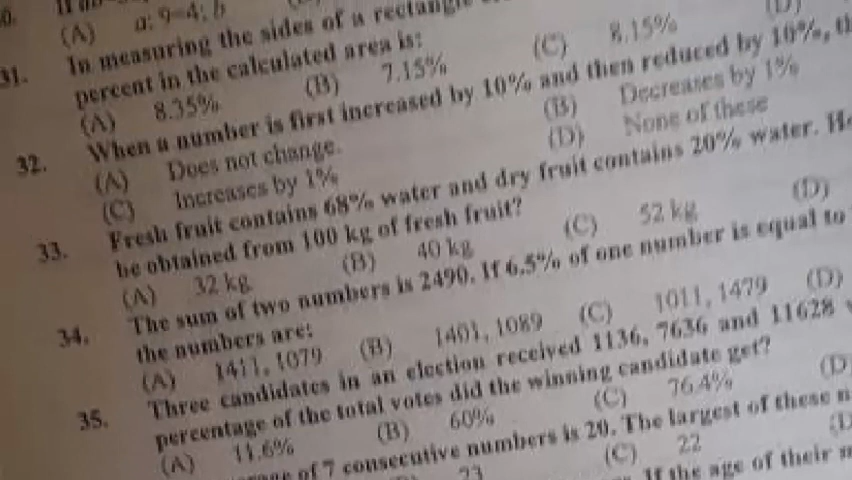 (A) a: 9=4: b
31. In measuring the sides of a rectangle
percent in the calculated area is:
(A) 8.35% (B) 7.15% (C) 8.15% (D)
32. When a number is first increased by 10% and then reduced by 10%,
(A) Does not change. (B) Decreases by 1%
(C) Increases by 1% (D) None of these
33. Fresh fruit contains 68% water and dry fruit contains 20% water.
be obtained from 100 kg of fresh fruit?
(A) 32 kg (B) 40 kg (C) 52 kg (D)
34. The sum of two numbers is 2490. If 6.5% of one number is equal to
the numbers are:
(A) 1411, 1079 (B) 1401, 1089 (C) 1011, 1479 (D)
35. Three candidates in an election received 1136, 7636 and 11628
percentage of the total votes did the winning candidate get?
(A) 11.6% (B) 60% (C) 76.4% (D
of 7 consecutive numbers is 20. The largest of these
23 (C) 22
If the age of their